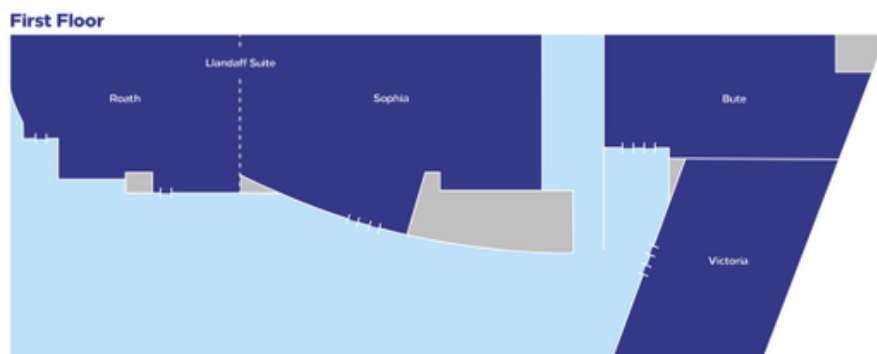 First Floor
Llandaff Suite
Roath
Sophia
Bute
Victoria